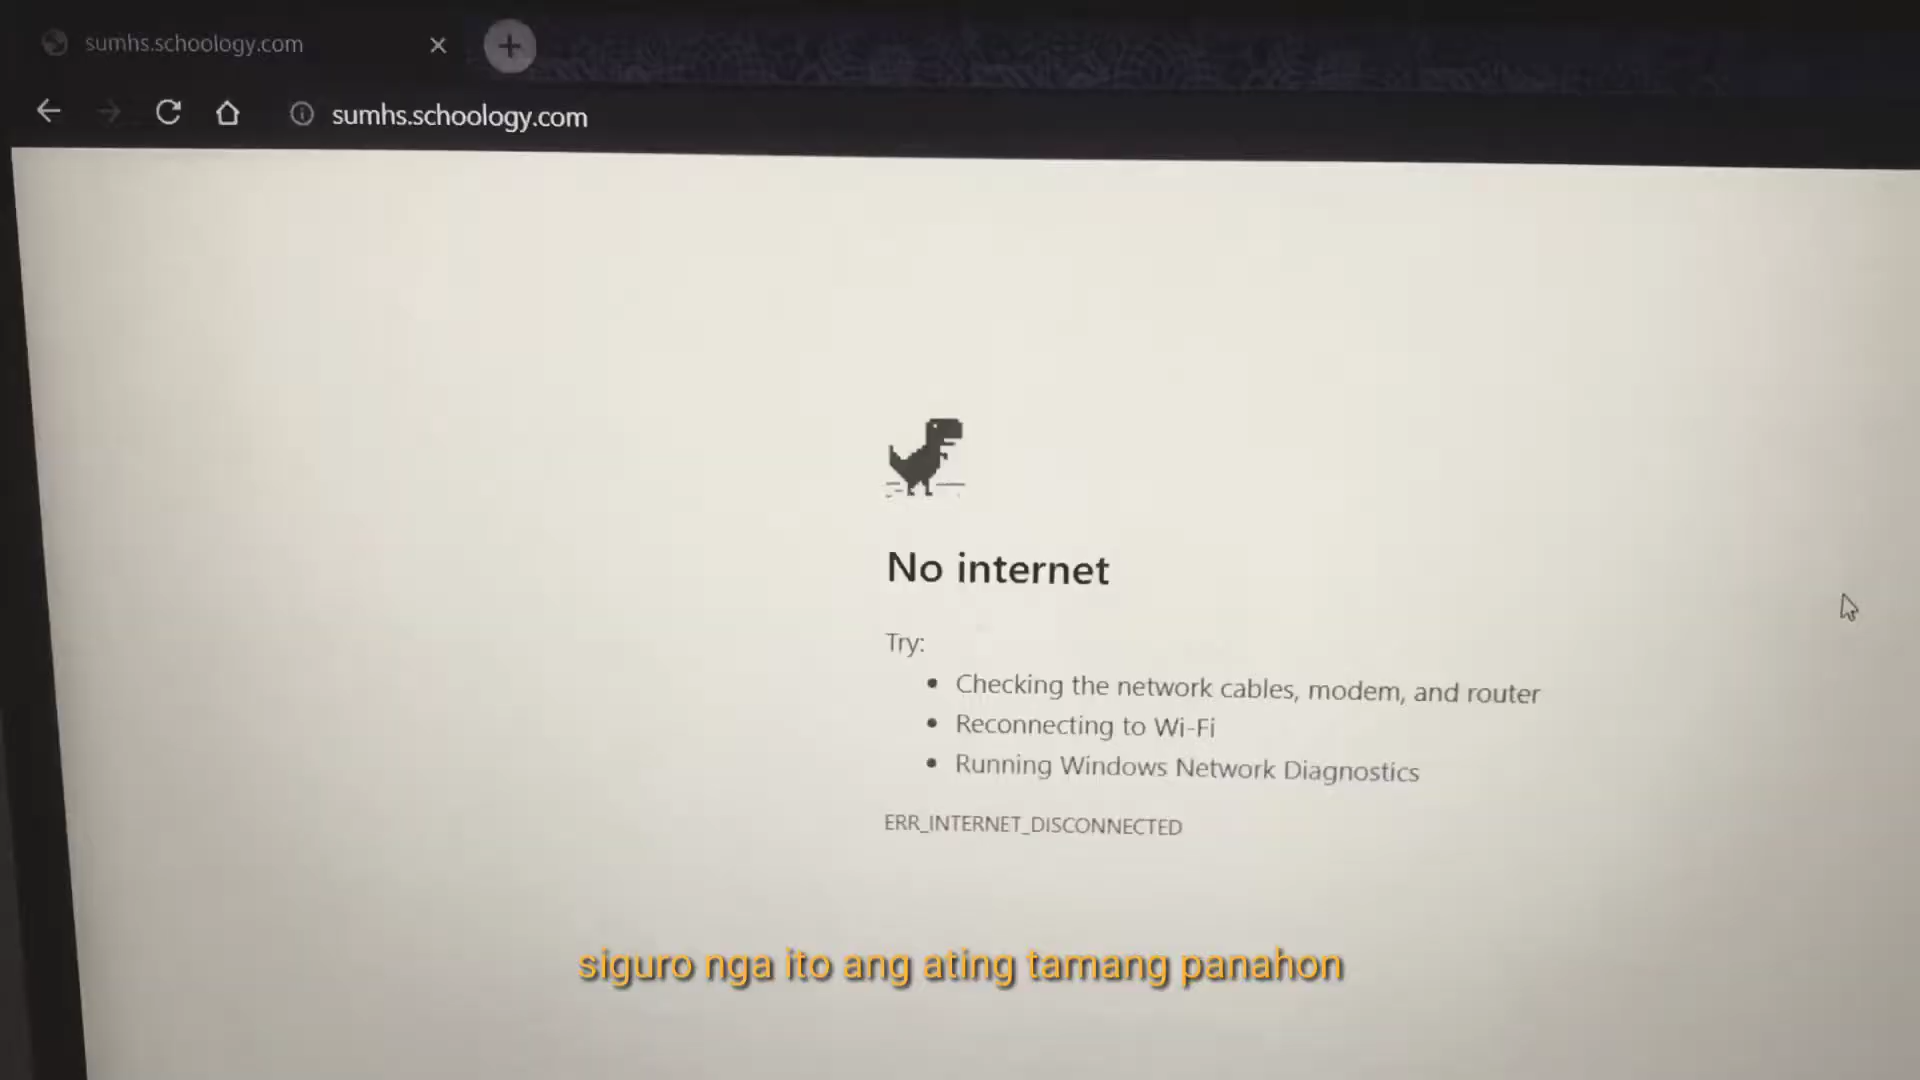 sumhs.schoology.com
sumhs.schoology.com
No internet
Try:
Checking the network cables, modem, and router
Reconnecting to Wi-Fi
Running Windows Network Diagnostics
ERR_INTERNET_DISCONNECTED
siguro nga ito ang ating tamang panahon